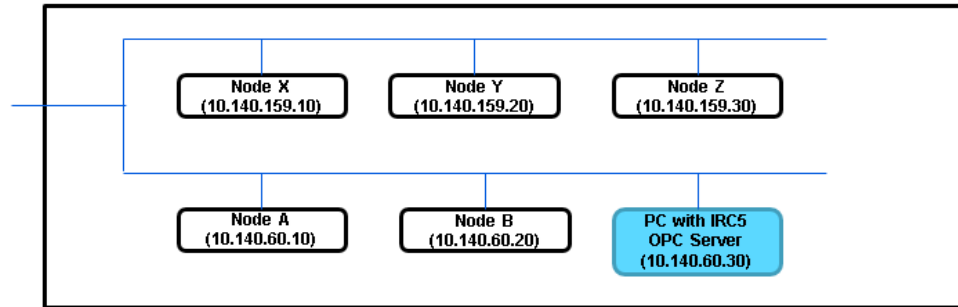 Node X
(10.140.159.10)
Node Y
(10.140.159.20)
Node Z
(10.140.159.30)
Node A
(10.140.60.10)
Node B
(10.140.60.20)
PC with IRC5
OPC Server
(10.140.60.30)